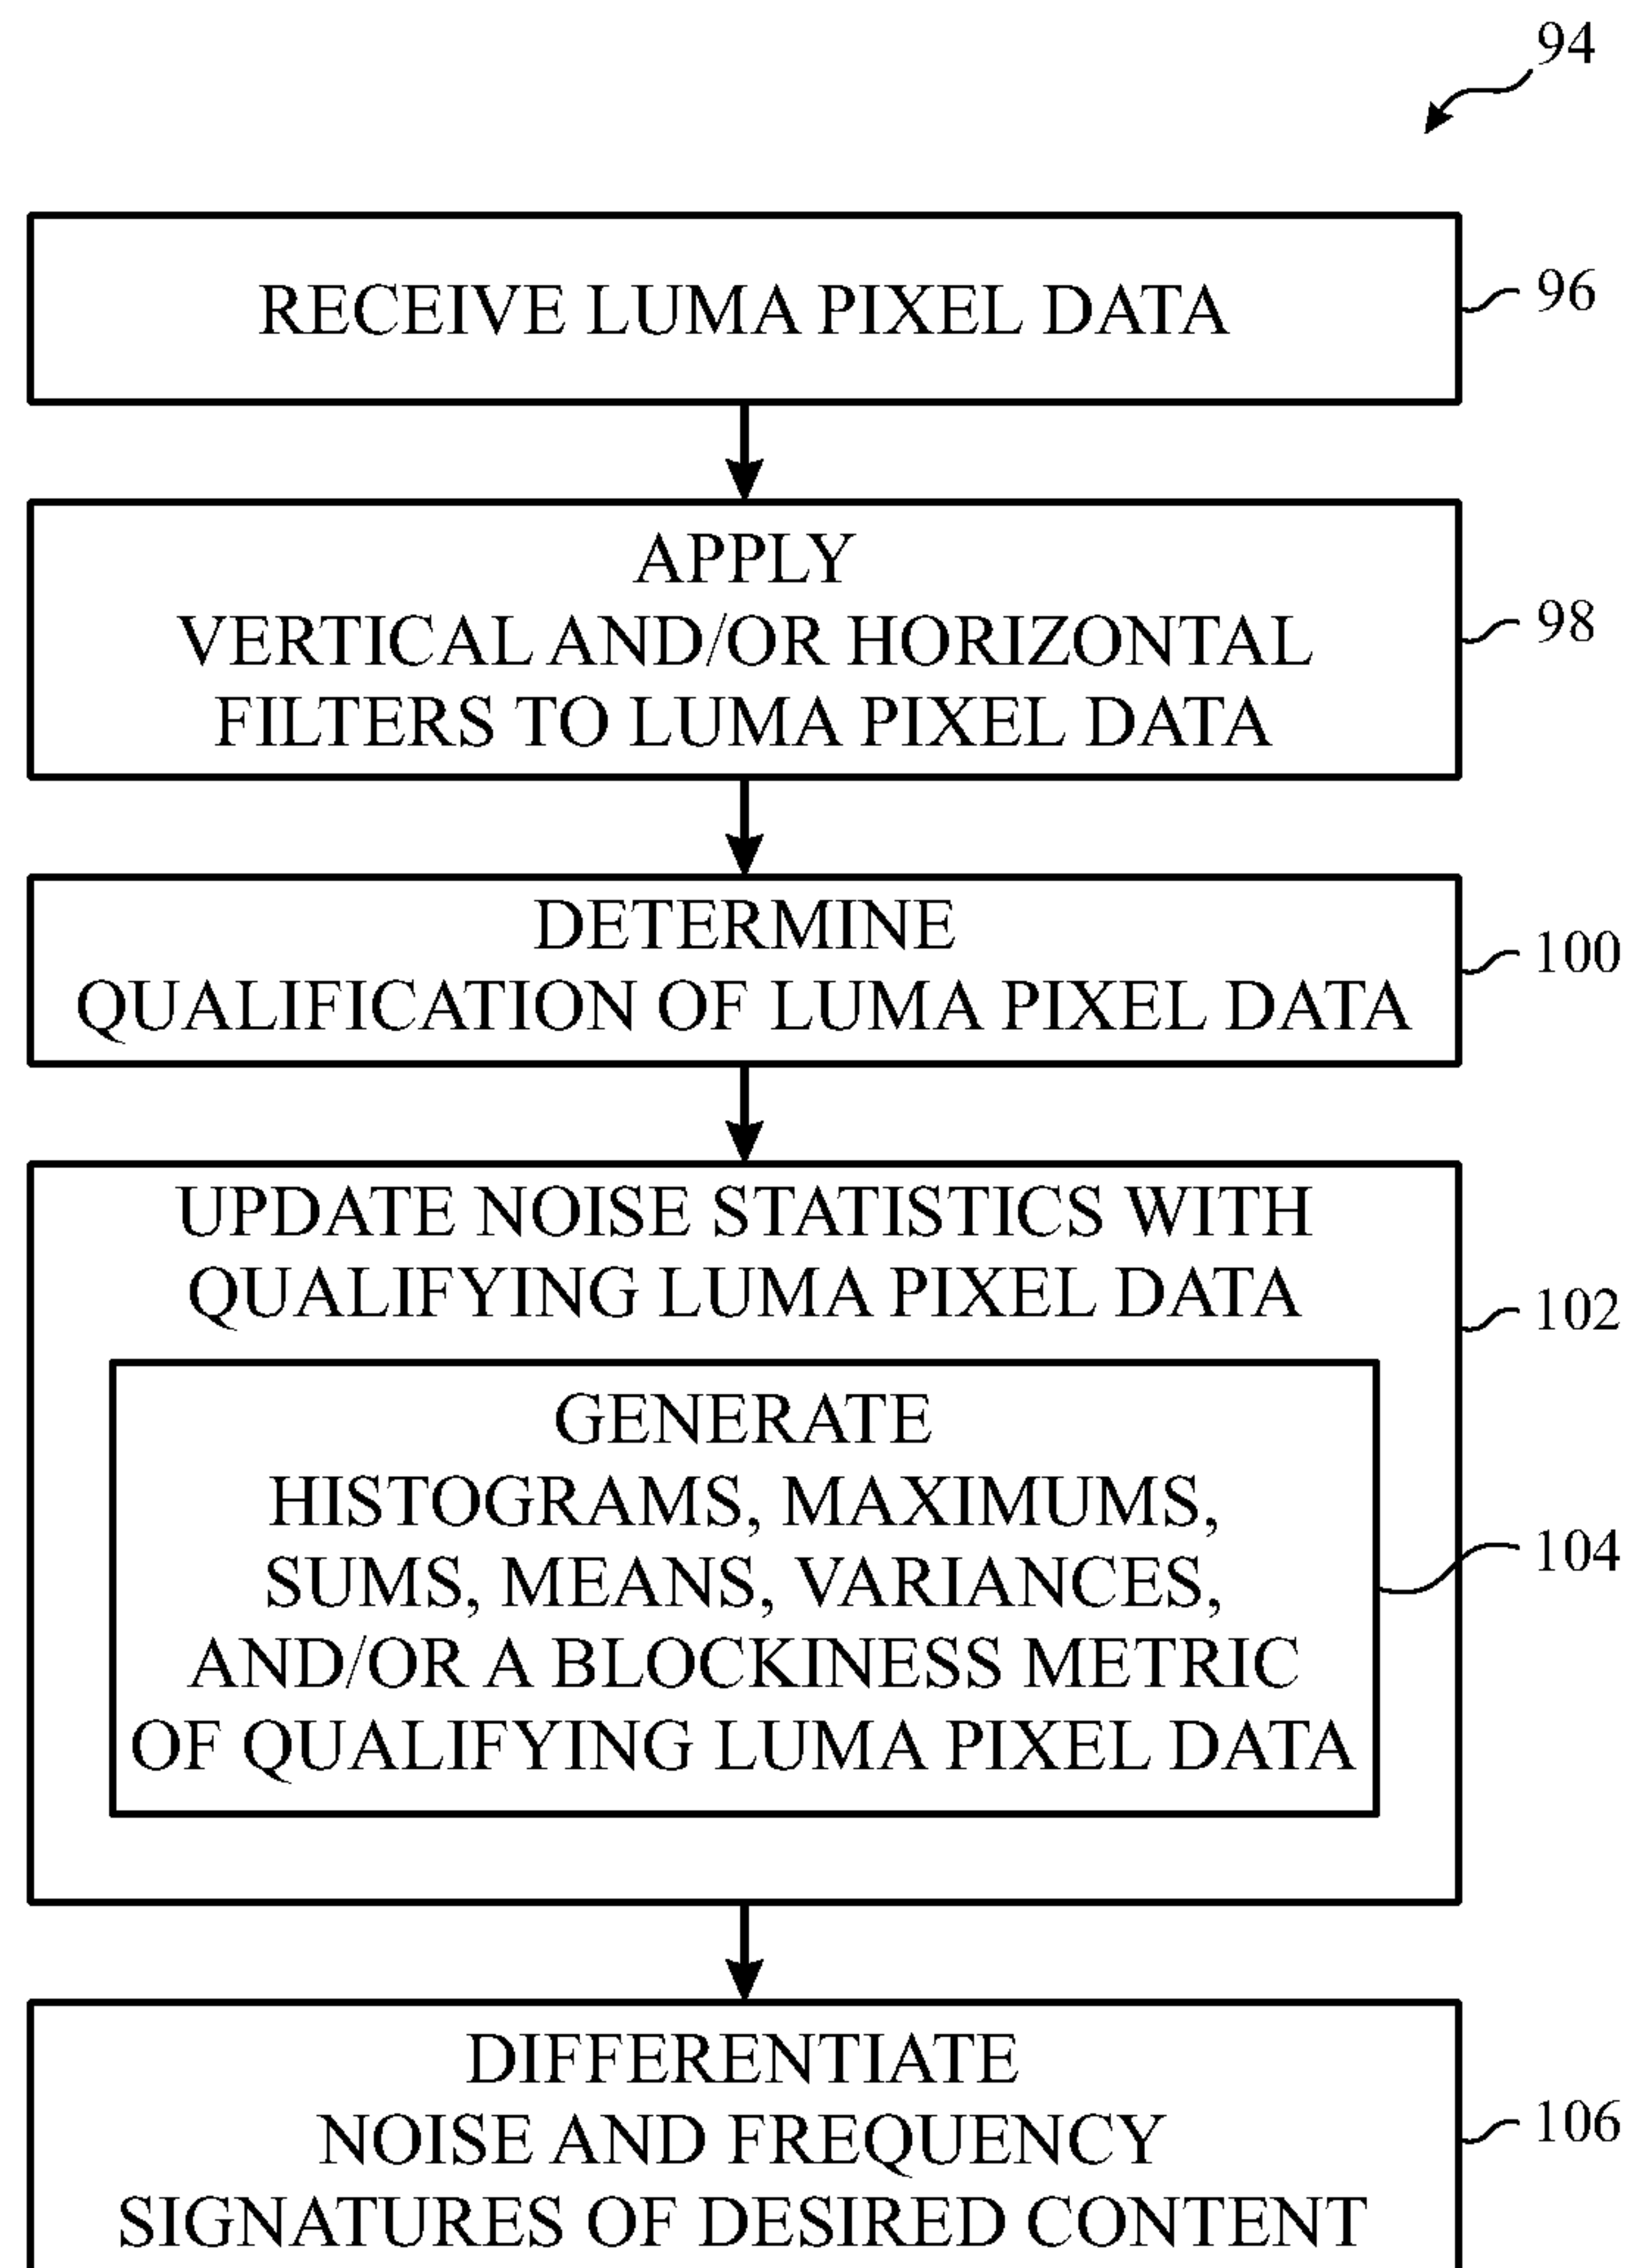 94
RECEIVE LUMA PIXEL DATA
96
APPLY
VERTICAL AND/OR HORIZONTAL
FILTERS TO LUMA PIXEL DATA
98
DETERMINE
QUALIFICATION OF LUMA PIXEL DATA
100
UPDATE NOISE STATISTICS WITH
QUALIFYING LUMA PIXEL DATA
102
GENERATE
HISTOGRAMS, MAXIMUMS,
SUMS, MEANS, VARIANCES,
AND/OR A BLOCKINESS METRIC
OF QUALIFYING LUMA PIXEL DATA
104
DIFFERENTIATE
NOISE AND FREQUENCY
SIGNATURES OF DESIRED CONTENT
106